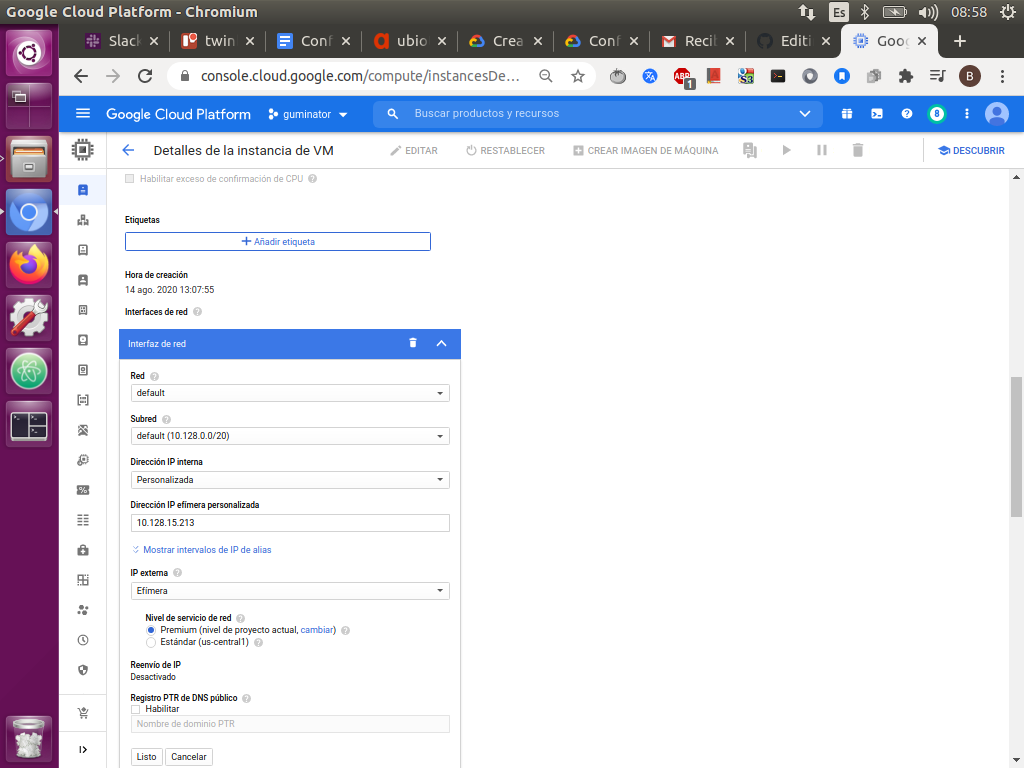 Google Cloud Platform - Chromium
Es
08:58
Slack
twin
Conf
ubio
Crea
Conf
Recib
Editi
Goog
console.cloud.google.com/compute/instancesDe...
ABP
1
B
Google Cloud Platform
guminator
Buscar productos y recursos
8
Detalles de la instancia de VM
EDITAR
RESTABLECER
CREAR IMAGEN DE MÁQUINA
DESCUBRIR
Habilitar exceso de confirmación de CPU
Etiquetas
+ Añadir etiqueta
Hora de creación
14 ago. 2020 13:07:55
Interfaces de red
Interfaz de red
Red
default
Subred
default (10.128.0.0/20)
Dirección IP interna
Personalizada
Dirección IP efímera personalizada
10.128.15.213
Mostrar intervalos de IP de alias
IP externa
Efímera
Nivel de servicio de red
Premium (nivel de proyecto actual, cambiar)
Estándar (us-central1)
Reenvío de IP
Desactivado
Registro PTR de DNS público
Habilitar
Nombre de dominio PTR
Listo
Cancelar